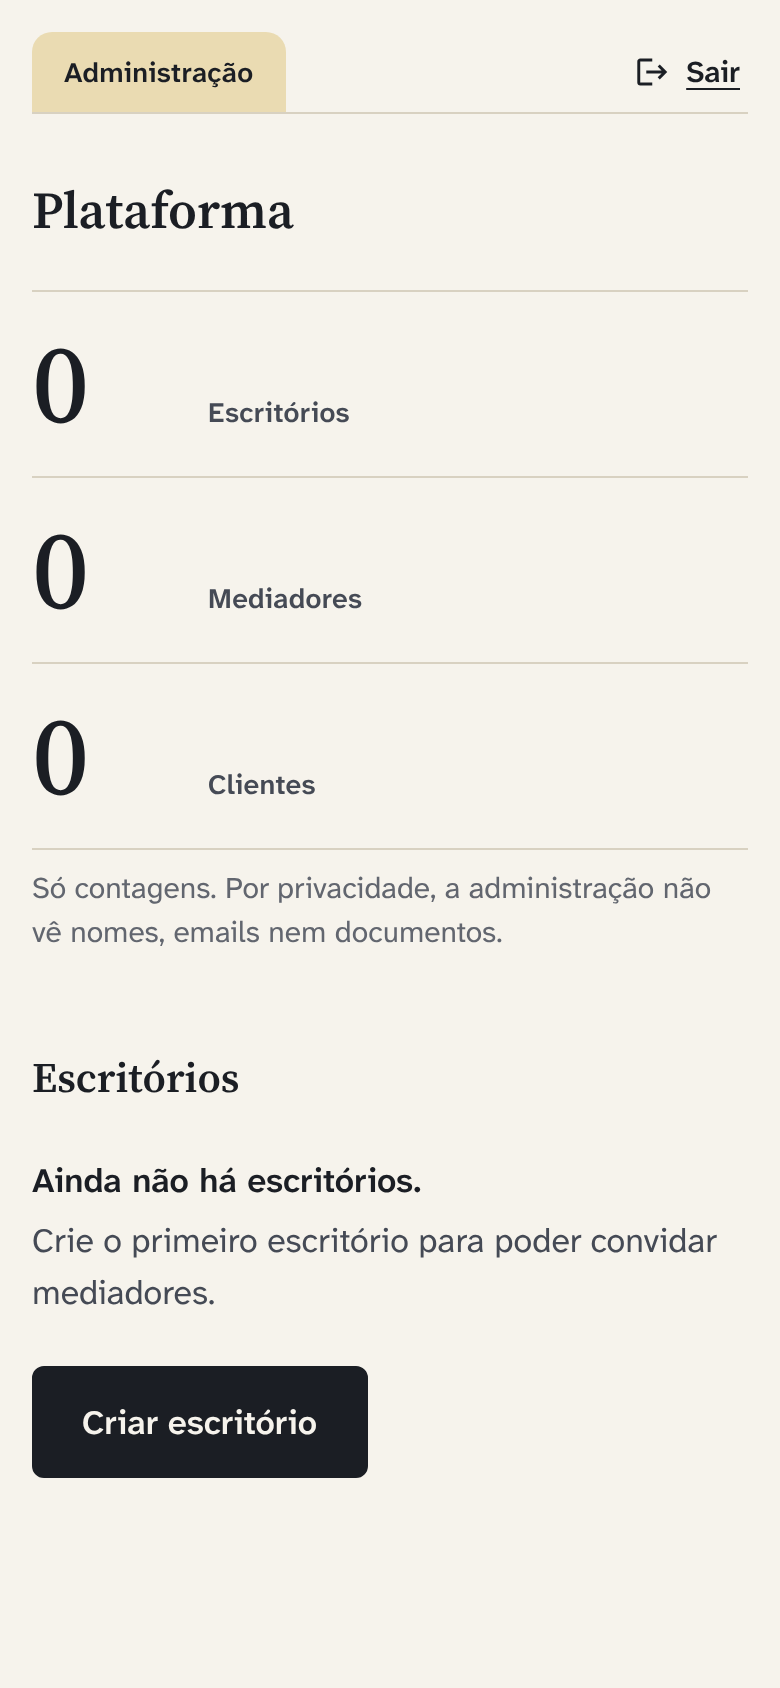 Administração
Sair
Plataforma
0
Escritórios
0
Mediadores
0
Clientes
Só contagens. Por privacidade, a administração não
vê nomes, emails nem documentos.
Escritórios
Ainda não há escritórios.
Crie o primeiro escritório para poder convidar
mediadores.
Criar escritório